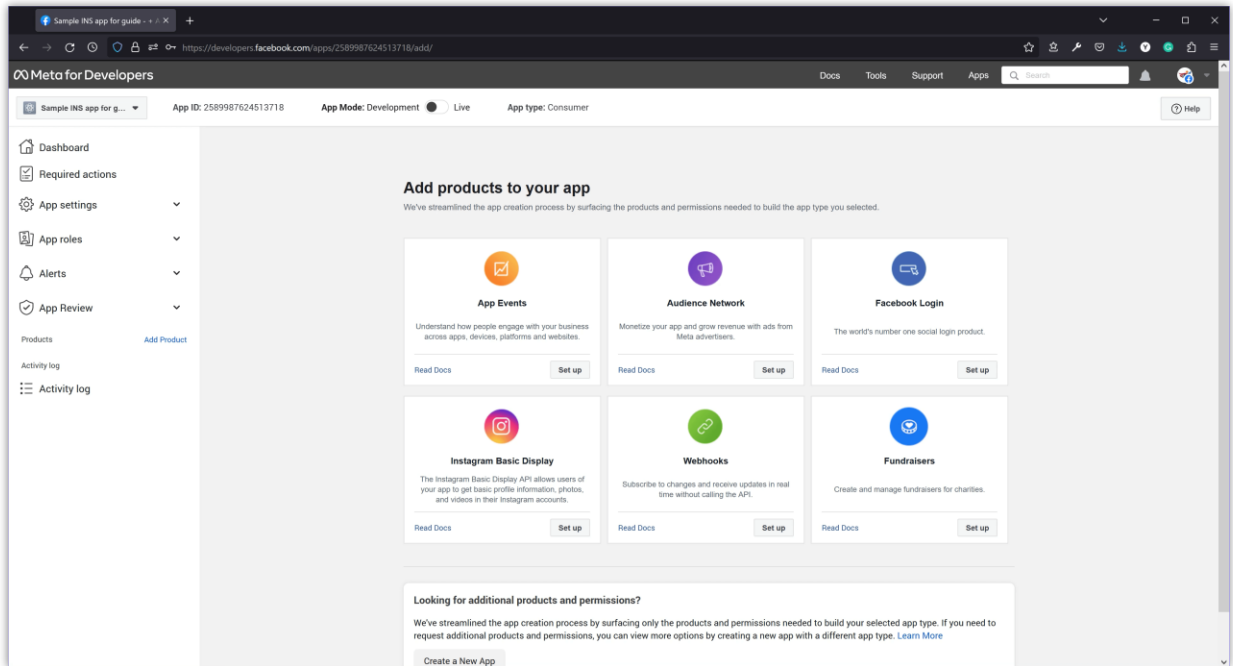 Sample INS app for guide - + /
https://developers.facebook.com/apps/2589987624513718/add/
Meta for Developers
Docs
Tools
Support
Apps
Search
Sample INS app for g...
App ID: 2589987624513718
App Mode: Development
Live
App type: Consumer
Help
Dashboard
Required actions
App settings
App roles
Alerts
App Review
Products
Add Product
Activity log
Activity log
Add products to your app
We've streamlined the app creation process by surfacing the products and permissions needed to build the app type you selected.
App Events
Understand how people engage with your business
across apps, devices, platforms and websites.
Read Docs
Set up
Audience Network
Monetize your app and grow revenue with ads from
Meta advertisers.
Read Docs
Set up
Facebook Login
The world's number one social login product.
Read Docs
Set up
Instagram Basic Display
The Instagram Basic Display API allows users of
your app to get basic profile information, photos,
and videos in their Instagram accounts.
Read Docs
Set up
Webhooks
Subscribe to changes and receive updates in real
time without calling the API.
Read Docs
Set up
Fundraisers
Create and manage fundraisers for charities.
Read Docs
Set up
Looking for additional products and permissions?
We've streamlined the app creation process by surfacing only the products and permissions needed to build your selected app type. If you need to
request additional products and permissions, you can view more options by creating a new app with a different app type. Learn More
Create a New App